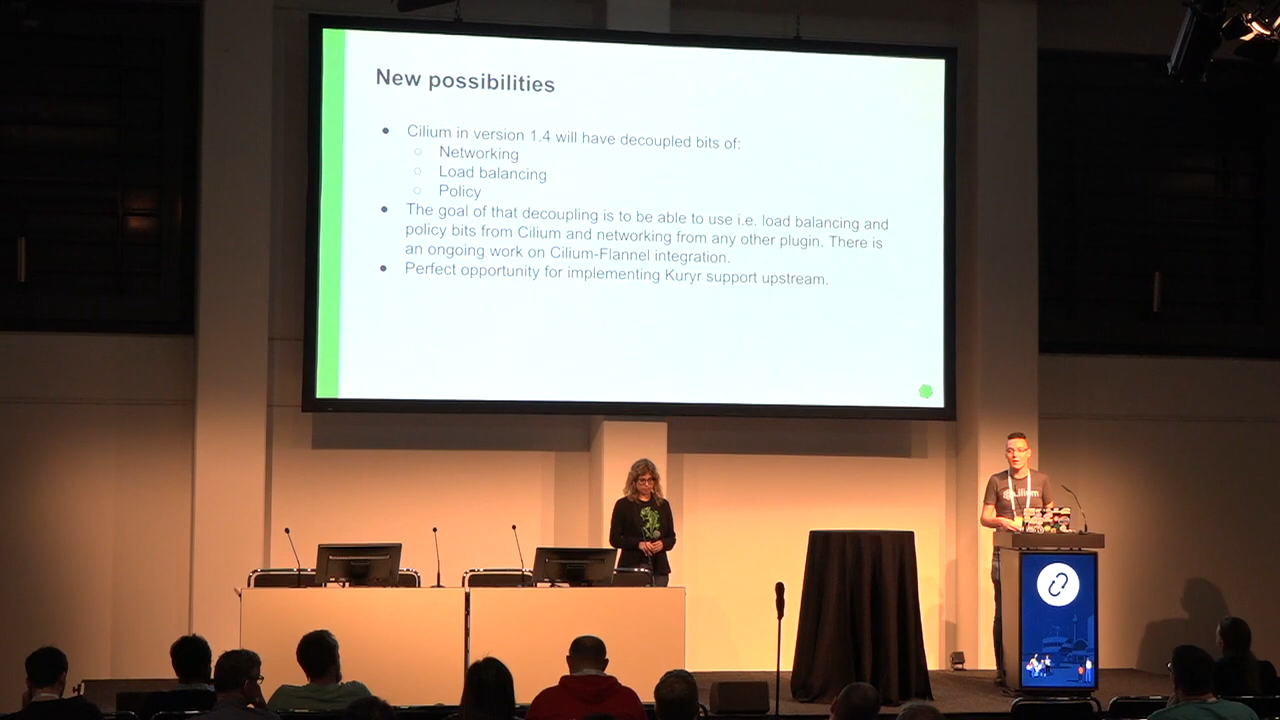 New possibilities
● Cilium in version 1.4 will have decoupled bits of:
○ Networking
○ Load balancing
○ Policy
● The goal of that decoupling is to be able to use i.e. load balancing and
policy bits from Cilium and networking from any other plugin. There is
an ongoing work on Cilium-Flannel integration.
● Perfect opportunity for implementing Kuryr support upstream.
cilium